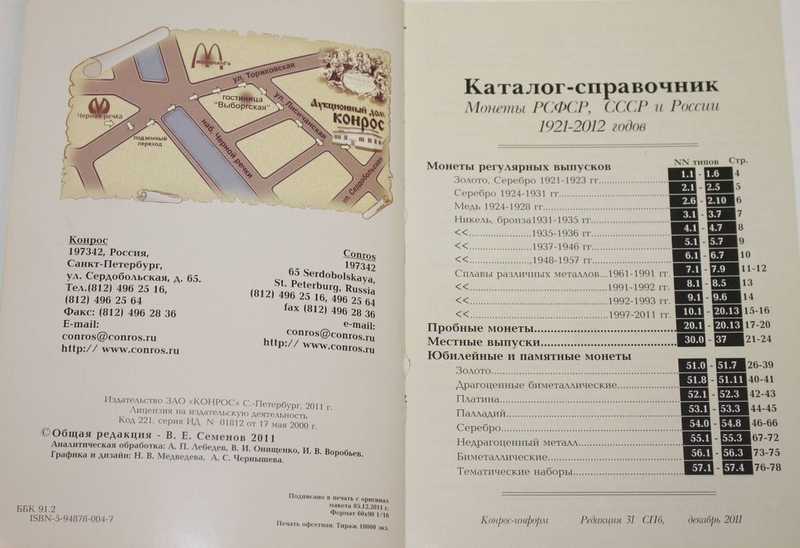 ул. Торжковская
гостиница
"Выборгская"
ул. Лисичанская
Аукционный дом
КОНРОС
Черная речка
подземный
переход
наб. Черной речки
ул. Сердобольская
Конрос
197342, Россия,
Санкт-Петербург,
ул. Сердобольская, д. 65.
Тел.(812) 496 25 16,
(812) 496 25 64
Факс: (812) 496 28 36
E-mail:
conros@conros.ru
http:// www.conros.ru
Conros
197342
65 Serdobolskaya,
St. Peterburg, Russia
(812) 496 25 16, 496 25 64
fax (812) 496 28 36
e-mail:
conros@conros.ru
http:// www.conros.ru
Издательство ЗАО «КОНРОС» С.-Петербург, 2011 г.
Лицензия на издательскую деятельность
Код 221. серия ИД N 01812 от 17 мая 2000 г.
©Общая редакция - В. Е. Семенов 2011
Аналитическая обработка: А. П. Лебедев, В. И. Онищенко, И. В. Воробьев.
Графика и дизайн: Н. В. Медведева, А. С. Чернышева.
Подписано в печать с оригинал
макета 05.12.2011 г.
Формат 60x90 1/16
Печать офсетная. Тираж 10000 экз.
ББК 91.2
ISBN-5-94878-004-7
Каталог-справочник
Монеты РСФСР, СССР и России
1921-2012 годов
NN типов Стр.
Монеты регулярных выпусков
Золото, Серебро 1921-1923 гг. 1.1 - 1.6 4
Серебро 1924-1931 гг. 2.1 - 2.5 5
Медь 1924-1928 гг. 2.6 - 2.10 6
Никель, бронза1931-1935 гг. 3.1 - 3.7 7
<< 1935-1936 гг. 4.1 - 4.7 8
<< 1937-1946 гг. 5.1 - 5.7 9
<< 1948-1957 гг. 6.1 - 6.7 10
Сплавы различных металлов...1961-1991 гг. 7.1 - 7.9 11-12
<< 1991-1992 гг. 8.1 - 8.5 13
<< 1992-1993 гг. 9.1 - 9.6 14
<< 1997-2011 гг. 10.1 - 20.13 15-16
Пробные монеты 20.1 - 20.13 17-20
Местные выпуски 30.0 - 37 21-24
Юбилейные и памятные монеты
Золото 51.0 - 51.7 26-39
Драгоценные биметаллические 51.8 - 51.11 40-41
Платина 52.1 - 52.3 42-43
Палладий 53.1 - 53.3 44-45
Серебро 54.0 - 54.8 46-66
Недрагоценный металл 55.1 - 55.3 67-72
Биметаллические 56.1 - 56.3 73-75
Тематические наборы 57.1 - 57.4 76-78
Конрос-информ Редакция 31 СПб, декабрь 2011